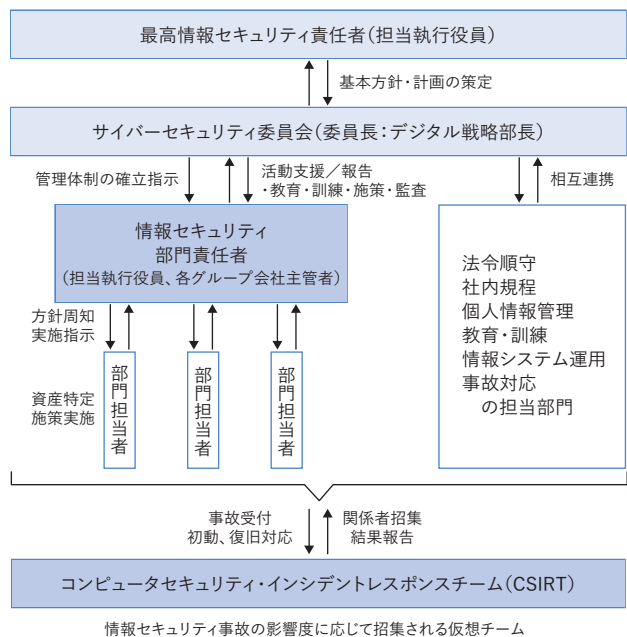 最高情報セキュリティ責任者（担当執行役員）
基本方針・計画の策定
サイバーセキュリティ委員会（委員長：デジタル戦略部長）
管理体制の確立指示
活動支援／報告
・教育・訓練・施策・監査
相互連携
情報セキュリティ
部門責任者
（担当執行役員、各グループ会社主管者）
方針周知
実施指示
資産特定
施策実施
部門担当者
部門担当者
部門担当者
法令順守
社内規程
個人情報管理
教育・訓練
情報システム運用
事故対応
の担当部門
事故受付
初動、復旧対応
関係者招集
結果報告
コンピュータセキュリティ・インシデントレスポンスチーム（CSIRT）
情報セキュリティ事故の影響度に応じて招集される仮想チーム